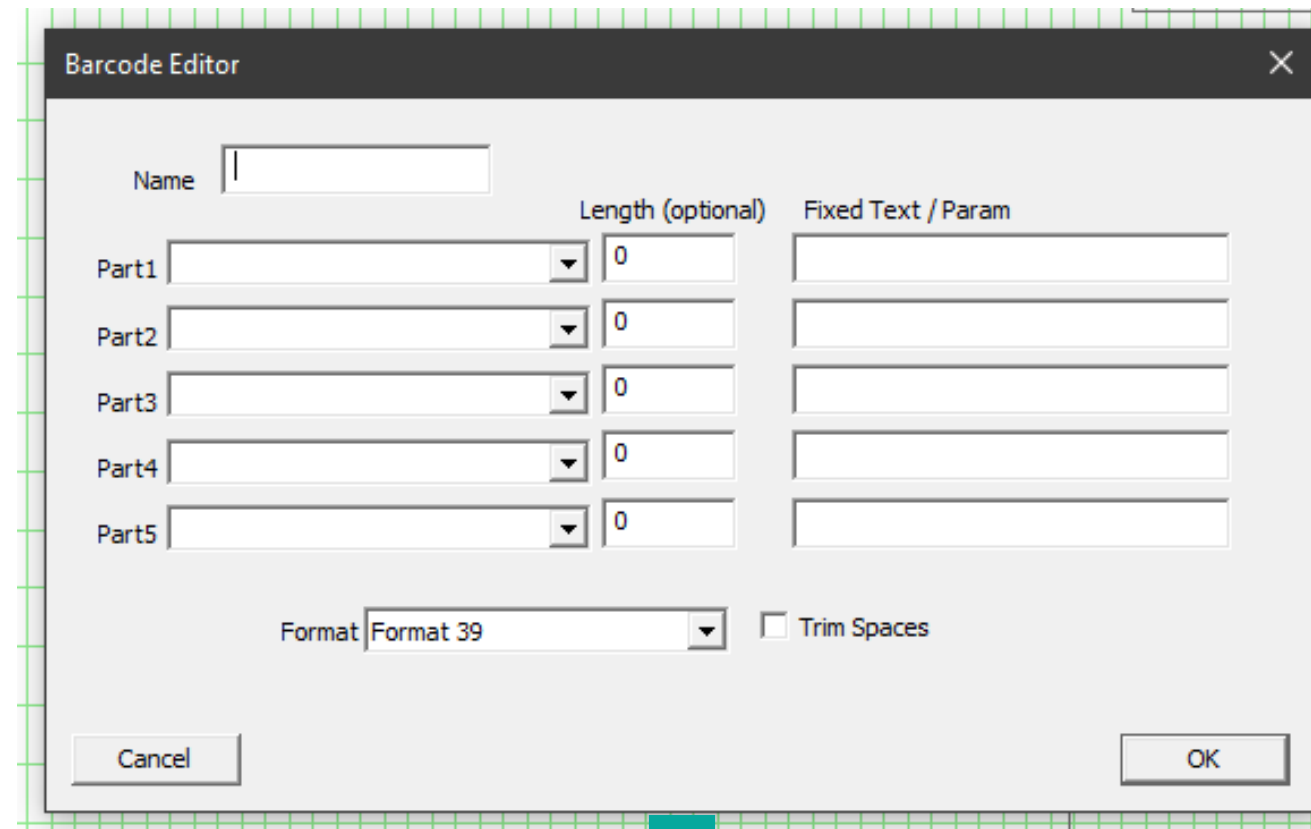 Barcode Editor
Name
Length (optional) Fixed Text / Param
Part1 0
Part2 0
Part3 0
Part4 0
Part5 0
Format Format 39 Trim Spaces
Cancel OK